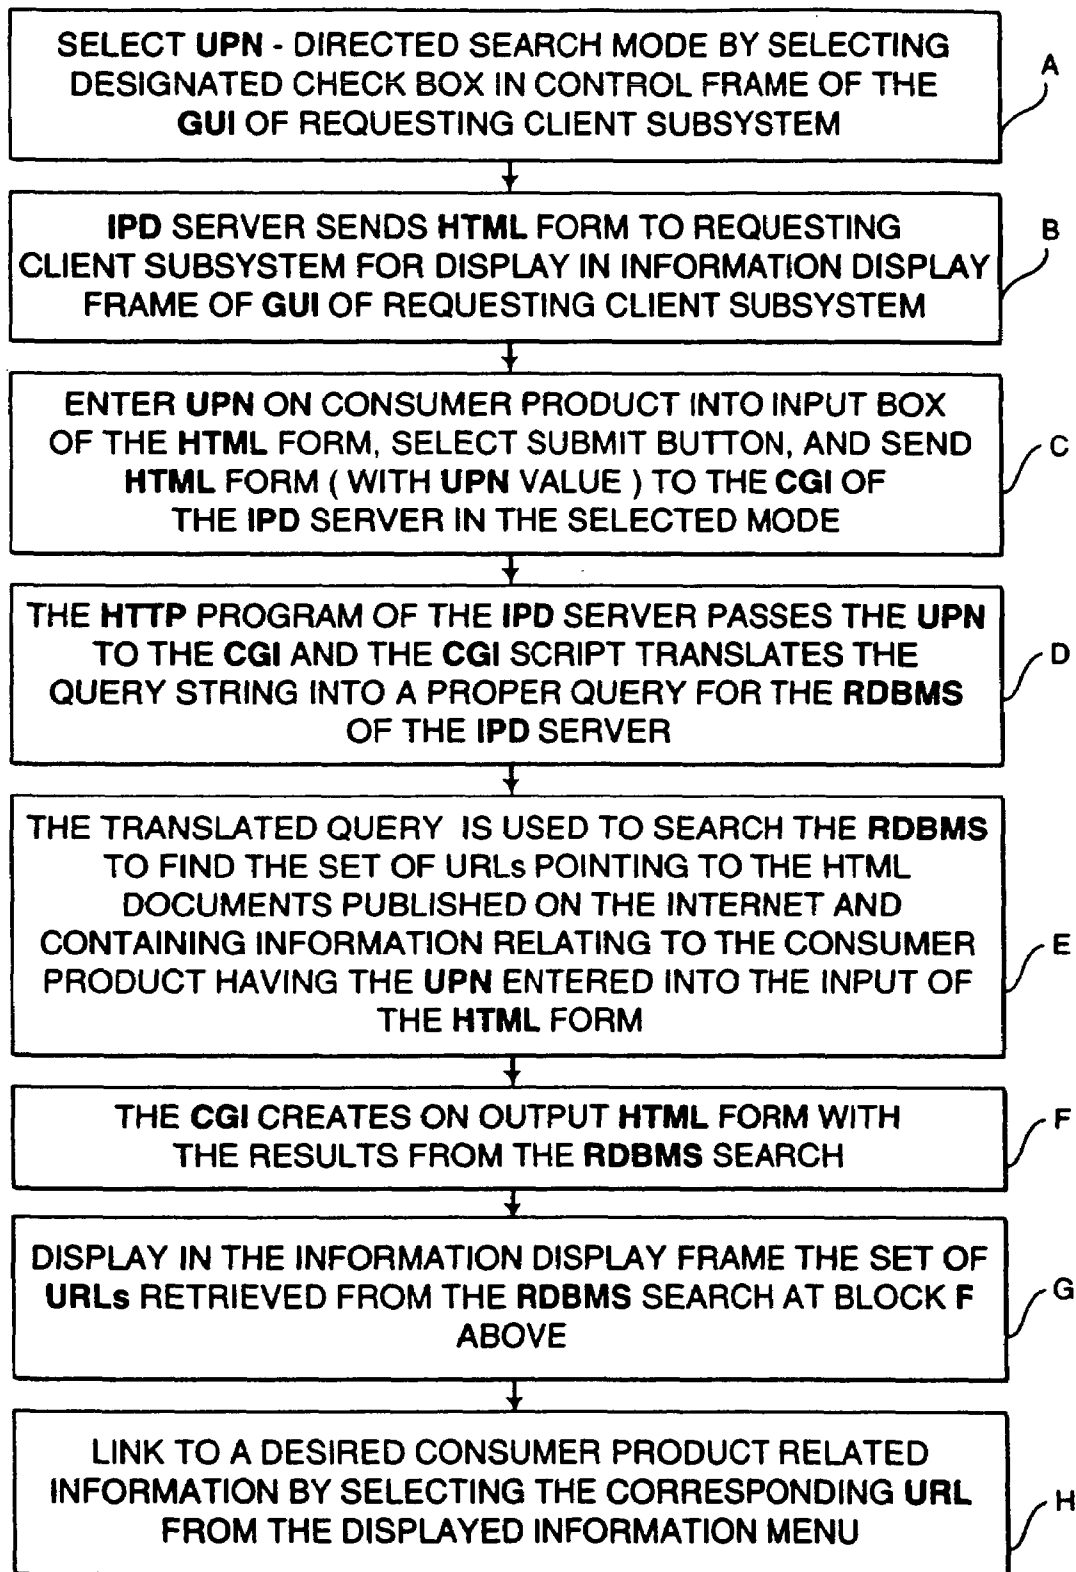 SELECT UPN - DIRECTED SEARCH MODE BY SELECTING
DESIGNATED CHECK BOX IN CONTROL FRAME OF THE
GUI OF REQUESTING CLIENT SUBSYSTEM
A
IPD SERVER SENDS HTML FORM TO REQUESTING
CLIENT SUBSYSTEM FOR DISPLAY IN INFORMATION DISPLAY
FRAME OF GUI OF REQUESTING CLIENT SUBSYSTEM
B
ENTER UPN ON CONSUMER PRODUCT INTO INPUT BOX
OF THE HTML FORM, SELECT SUBMIT BUTTON, AND SEND
HTML FORM ( WITH UPN VALUE ) TO THE CGI OF
THE IPD SERVER IN THE SELECTED MODE
C
THE HTTP PROGRAM OF THE IPD SERVER PASSES THE UPN
TO THE CGI AND THE CGI SCRIPT TRANSLATES THE
QUERY STRING INTO A PROPER QUERY FOR THE RDBMS
OF THE IPD SERVER
D
THE TRANSLATED QUERY IS USED TO SEARCH THE RDBMS
TO FIND THE SET OF URLs POINTING TO THE HTML
DOCUMENTS PUBLISHED ON THE INTERNET AND
CONTAINING INFORMATION RELATING TO THE CONSUMER
PRODUCT HAVING THE UPN ENTERED INTO THE INPUT OF
THE HTML FORM
E
THE CGI CREATES ON OUTPUT HTML FORM WITH
THE RESULTS FROM THE RDBMS SEARCH
F
DISPLAY IN THE INFORMATION DISPLAY FRAME THE SET OF
URLs RETRIEVED FROM THE RDBMS SEARCH AT BLOCK F
ABOVE
G
LINK TO A DESIRED CONSUMER PRODUCT RELATED
INFORMATION BY SELECTING THE CORRESPONDING URL
FROM THE DISPLAYED INFORMATION MENU
H